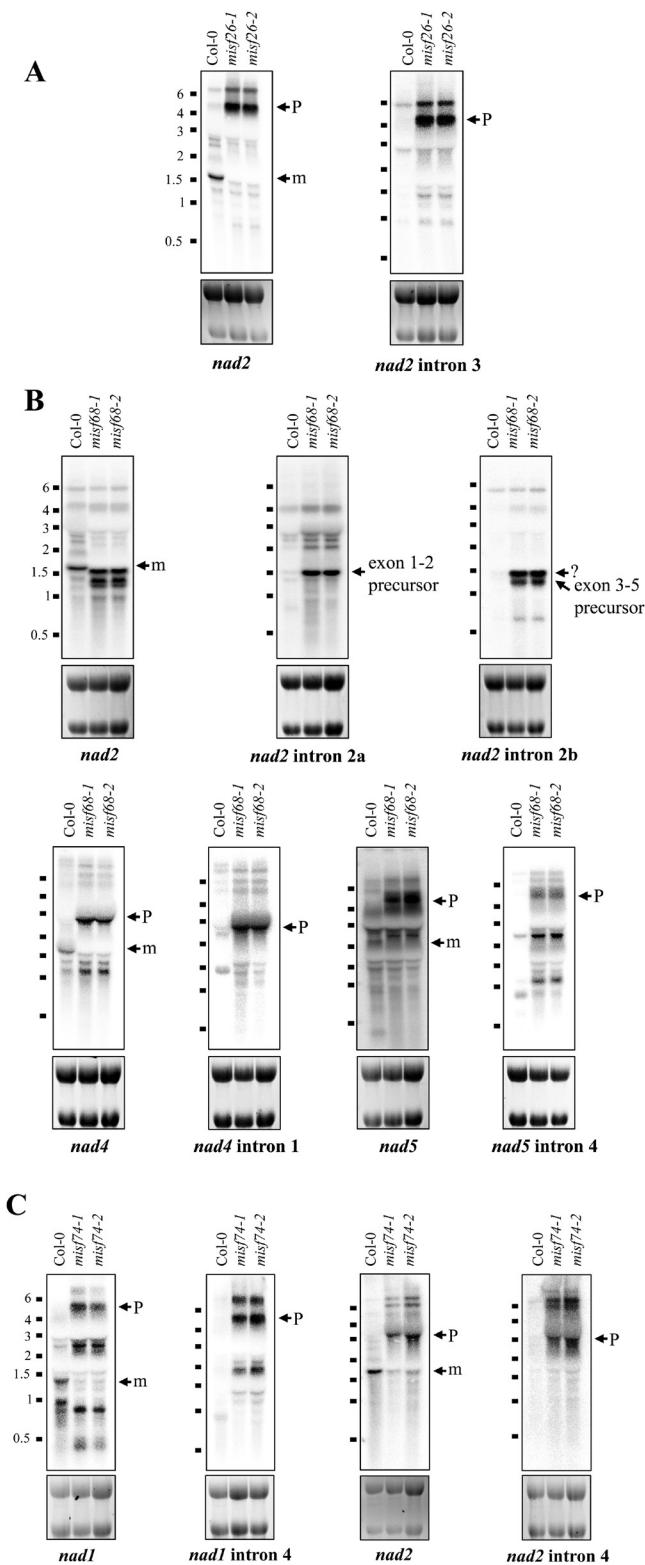 A
Col-0 misf26-1 misf26-2
6
4
3
2
1.5
1
0.5
P
m
nad2
Col-0 misf26-1 misf26-2
P
nad2 intron 3
B
Col-0 misf68-1 misf68-2
6
4
3
2
1.5
1
0.5
m
nad2
Col-0 misf68-1 misf68-2
exon 1-2
precursor
nad2 intron 2a
Col-0 misf68-1 misf68-2
?
exon 3-5
precursor
nad2 intron 2b
Col-0 misf68-1 misf68-2
P
m
nad4
Col-0 misf68-1 misf68-2
P
nad4 intron 1
Col-0 misf68-1 misf68-2
P
m
nad5
Col-0 misf68-1 misf68-2
P
nad5 intron 4
C
Col-0 misf74-1 misf74-2
6
4
3
2
1.5
1
0.5
P
m
nad1
Col-0 misf74-1 misf74-2
P
nad1 intron 4
Col-0 misf74-1 misf74-2
P
m
nad2
Col-0 misf74-1 misf74-2
P
nad2 intron 4